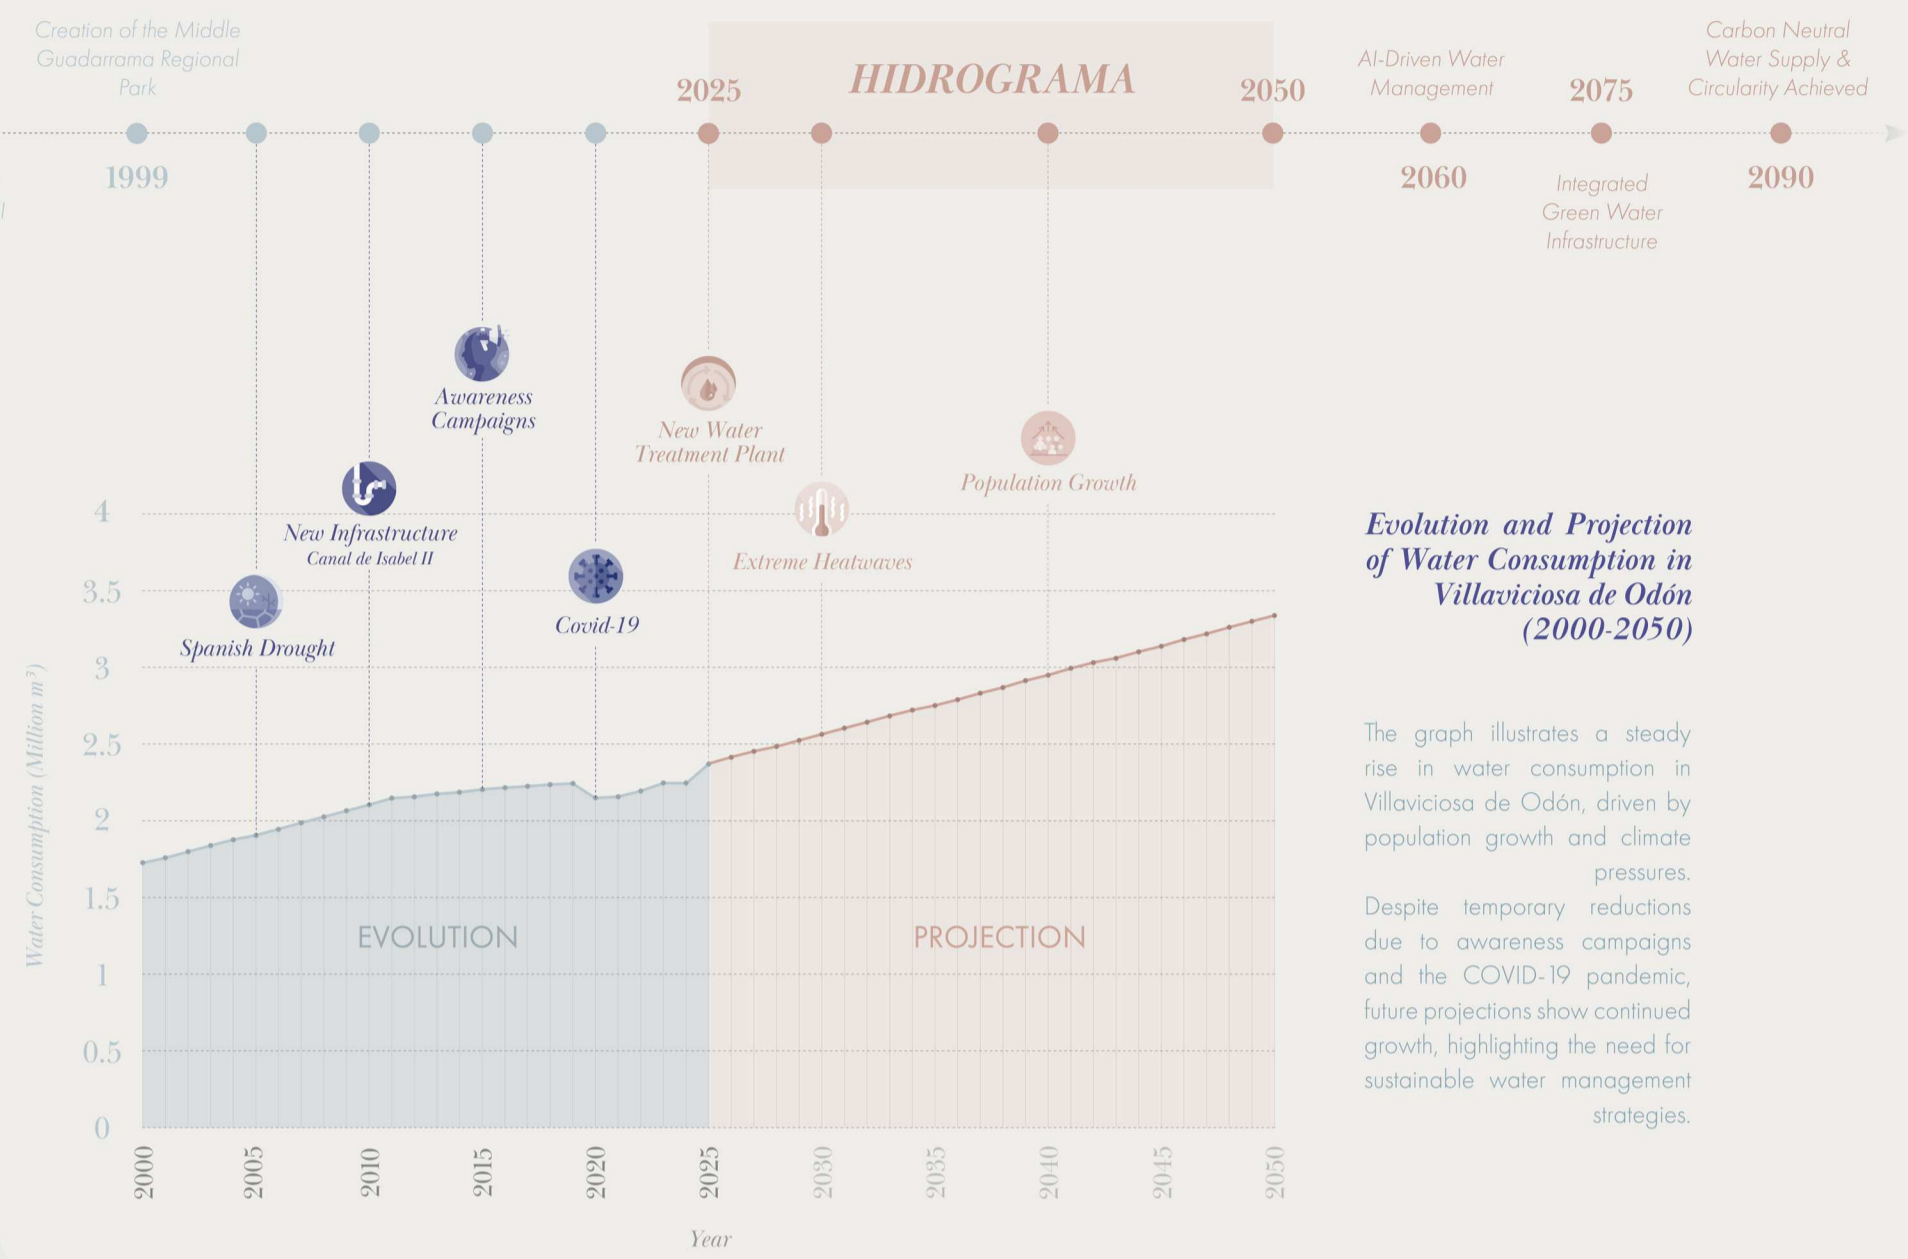 Creation of the Middle
Guadarrama Regional
Park
1999
2025
HIDROGRAMA
2050
AI-Driven Water
Management
2060
2075
Integrated
Green Water
Infrastructure
Carbon Neutral
Water Supply &
Circularity Achieved
2090
Awareness
Campaigns
New Infrastructure
Canal de Isabel II
Spanish Drought
Covid-19
New Water
Treatment Plant
Extreme Heatwaves
Population Growth
Water Consumption (Million m³)
4
3.5
3
2.5
2
1.5
1
0.5
0
EVOLUTION
PROJECTION
2000
2005
2010
2015
2020
2025
2030
2035
2040
2045
2050
Year
Evolution and Projection
of Water Consumption in
Villaviciosa de Odón
(2000-2050)
The graph illustrates a steady
rise in water consumption in
Villaviciosa de Odón, driven by
population growth and climate
pressures.
Despite temporary reductions
due to awareness campaigns
and the COVID-19 pandemic,
future projections show continued
growth, highlighting the need for
sustainable water management
strategies.